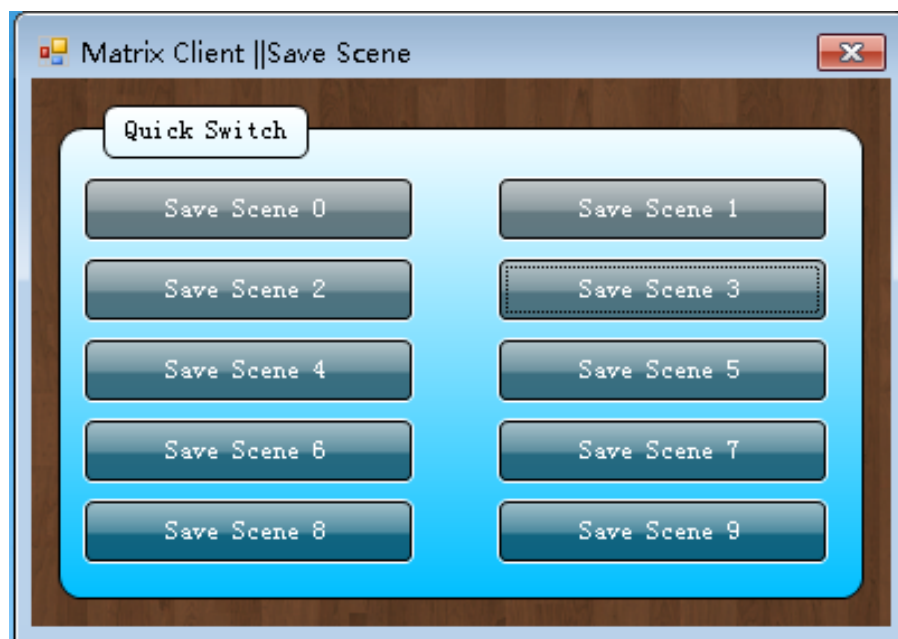 Matrix Client ||Save Scene
Quick Switch
Save Scene 0
Save Scene 1
Save Scene 2
Save Scene 3
Save Scene 4
Save Scene 5
Save Scene 6
Save Scene 7
Save Scene 8
Save Scene 9